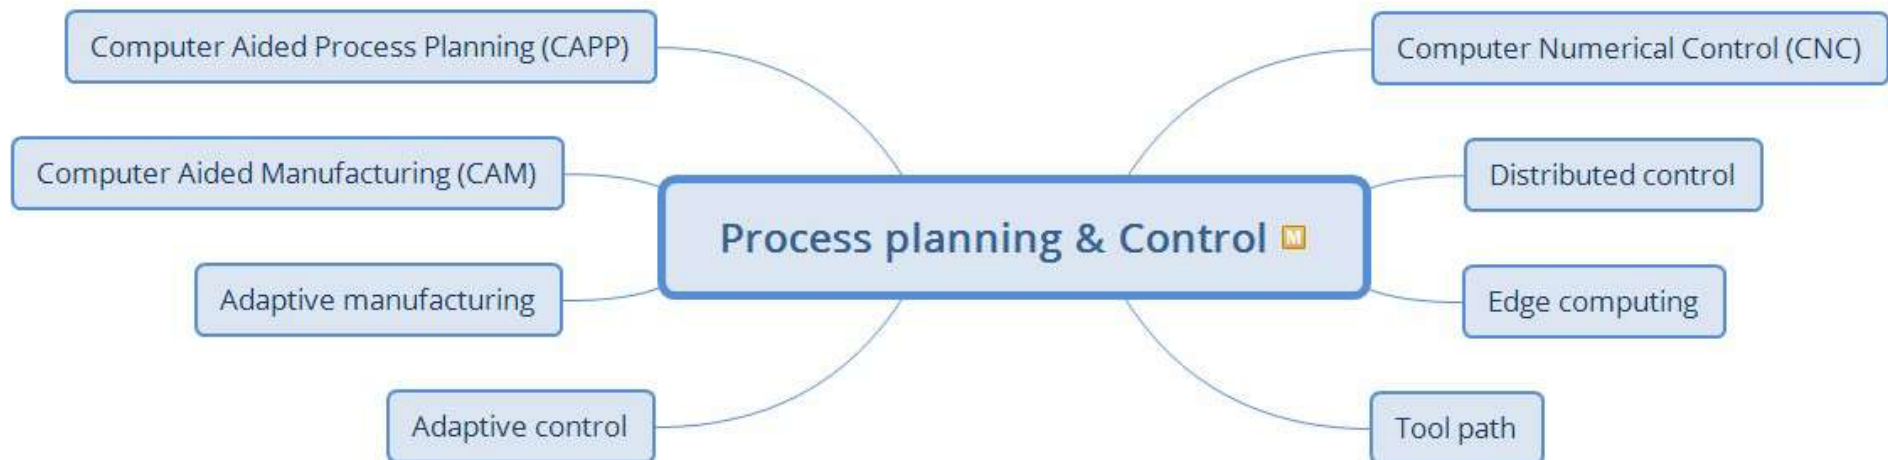 Computer Aided Process Planning (CAPP)
Computer Numerical Control (CNC)
Computer Aided Manufacturing (CAM)
Distributed control
Process planning & Control M
Adaptive manufacturing
Edge computing
Adaptive control
Tool path